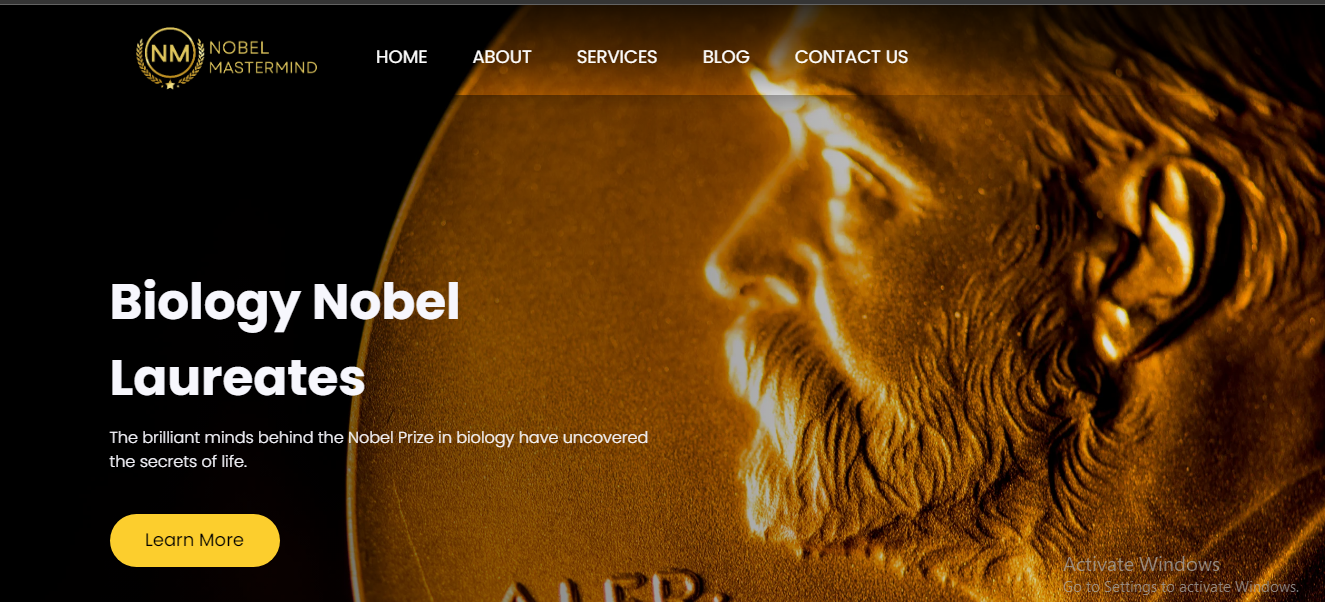 NM NOBEL
MASTERMIND
HOME ABOUT SERVICES BLOG CONTACT US
Biology Nobel
Laureates
The brilliant minds behind the Nobel Prize in biology have uncovered
the secrets of life.
Learn More
Activate Windows
Go to Settings to activate Windows.
ALFR.